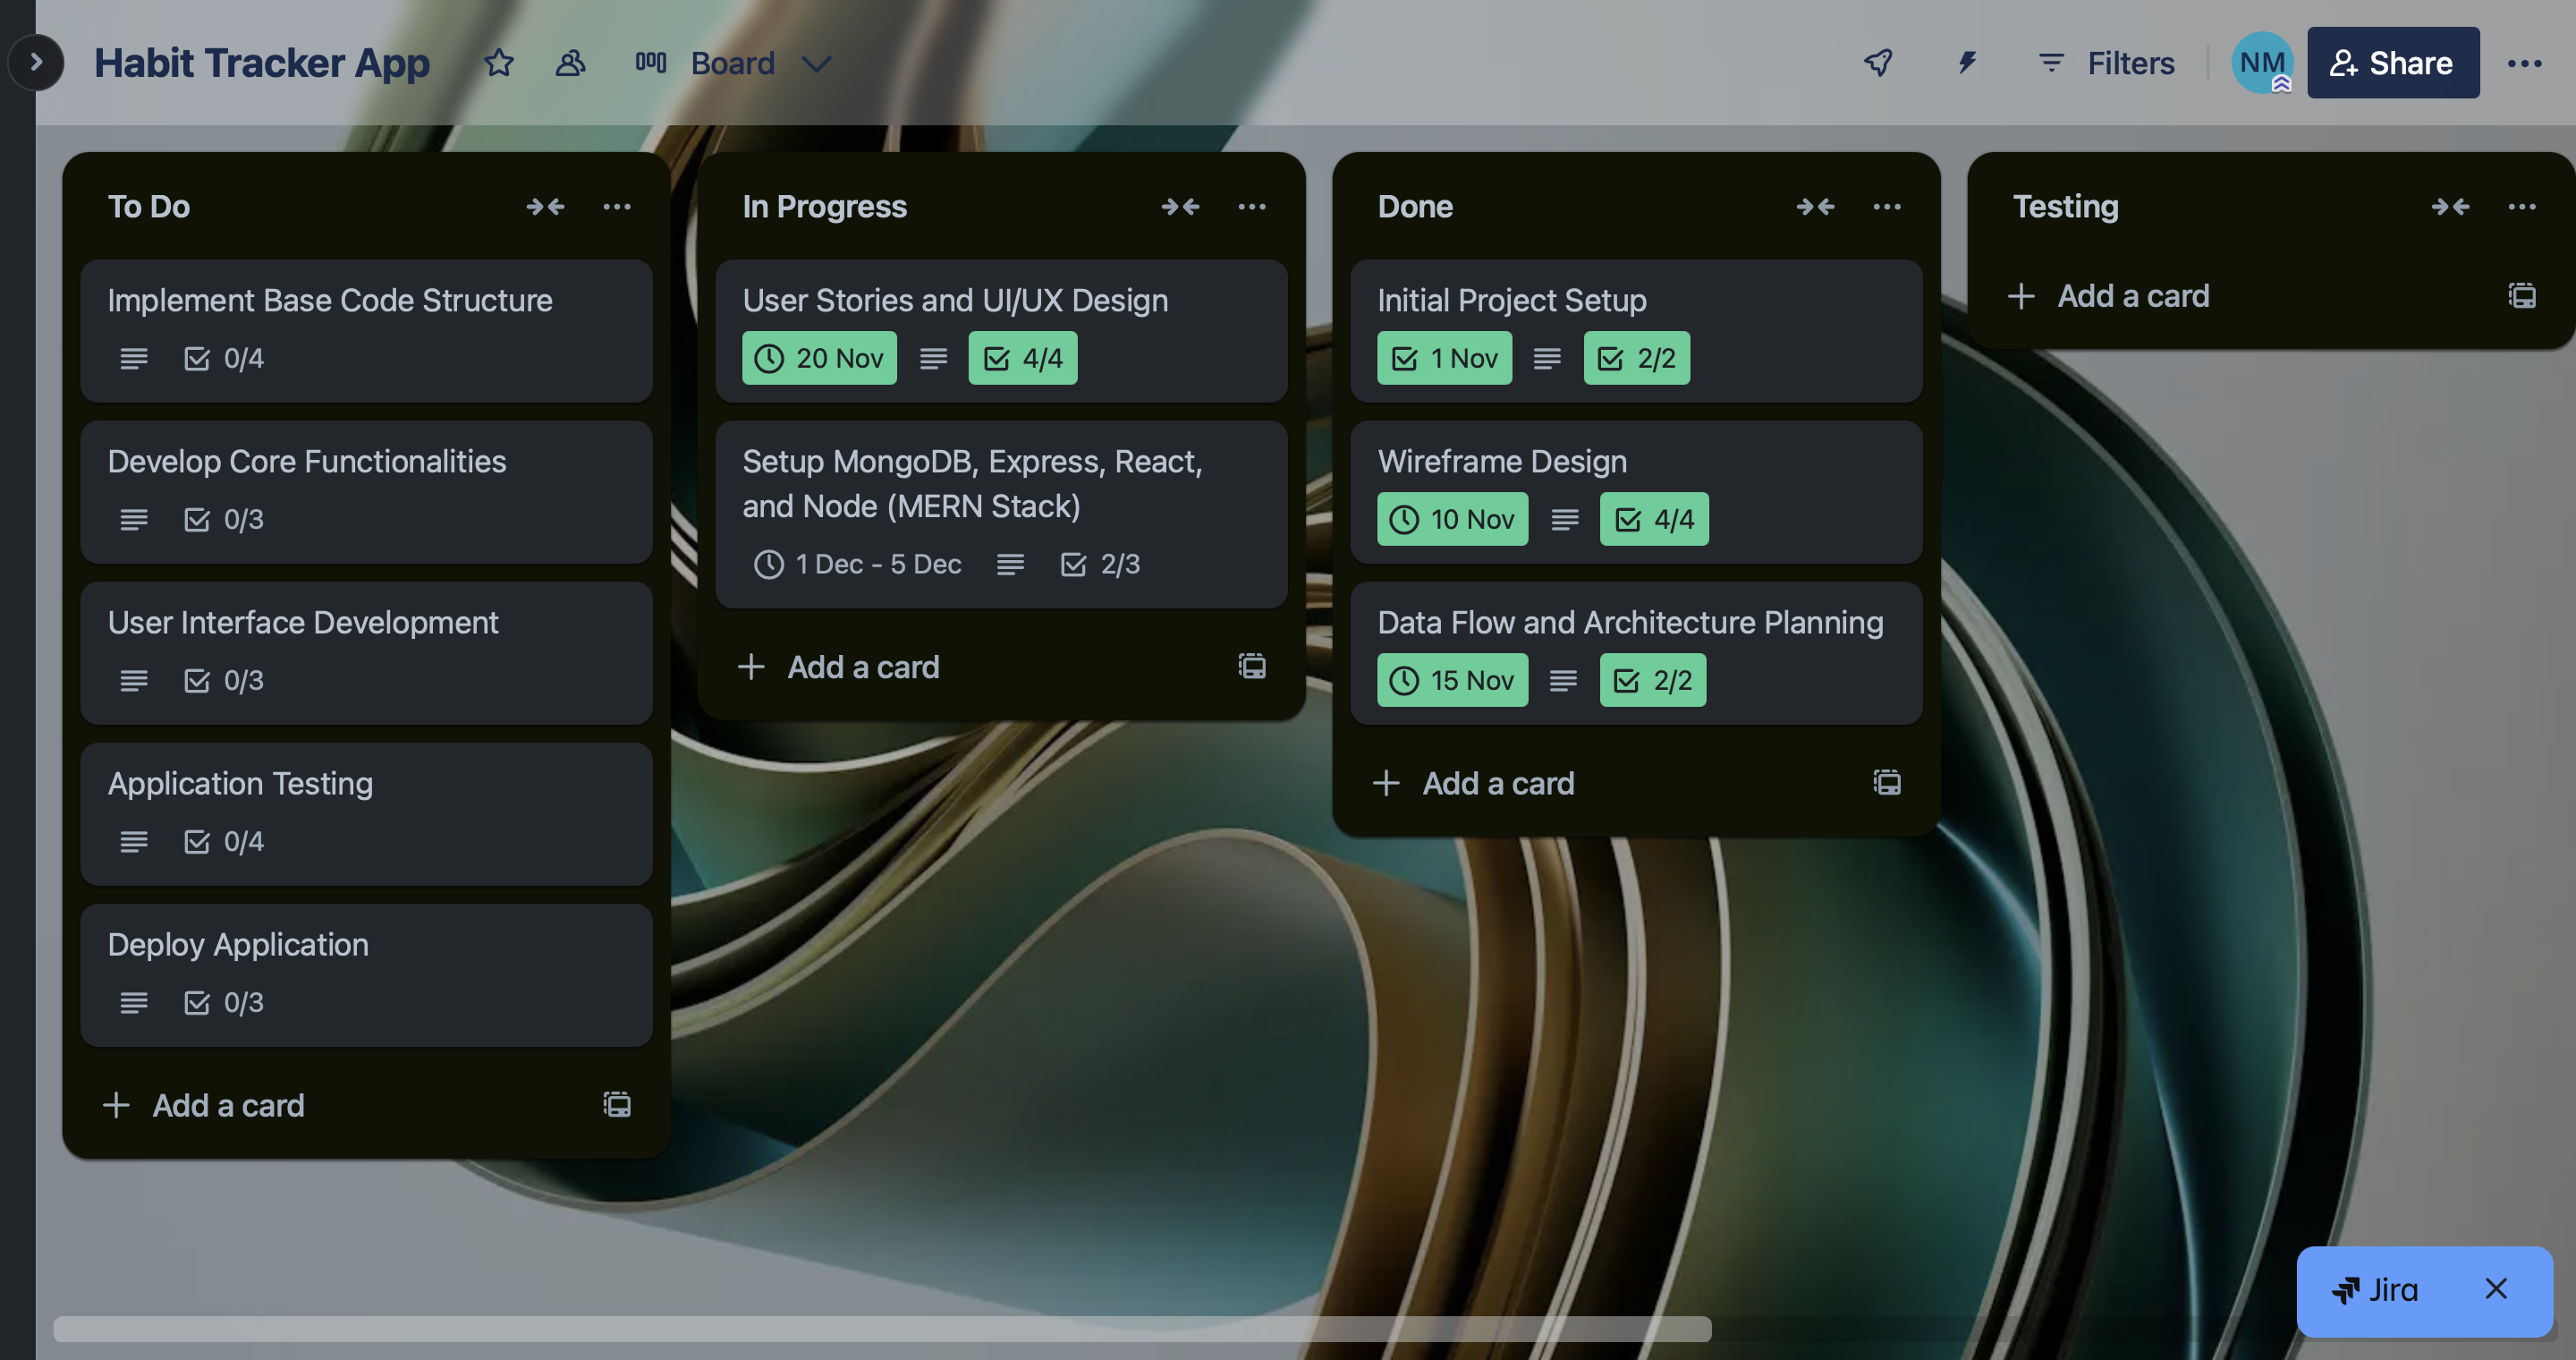 Habit Tracker App
Board
Filters
NM
Share
To Do
Implement Base Code Structure
0/4
Develop Core Functionalities
0/3
User Interface Development
0/3
Application Testing
0/4
Deploy Application
0/3
Add a card
In Progress
User Stories and UI/UX Design
20 Nov
4/4
Setup MongoDB, Express, React,
and Node (MERN Stack)
1 Dec - 5 Dec
2/3
Add a card
Done
Initial Project Setup
1 Nov
2/2
Wireframe Design
10 Nov
4/4
Data Flow and Architecture Planning
15 Nov
2/2
Add a card
Testing
Add a card
Jira